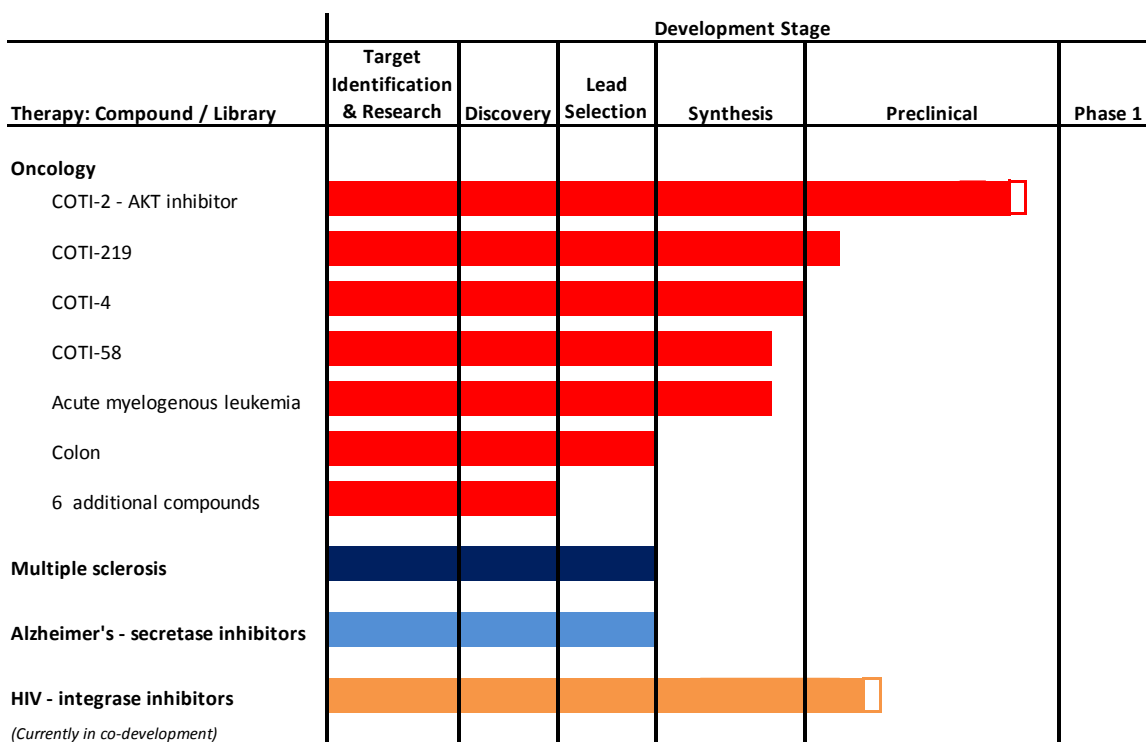 Development Stage
Target
Identification
& Research
Discovery
Lead
Selection
Synthesis
Preclinical
Phase 1
Therapy: Compound / Library
Oncology
COTI-2 - AKT inhibitor
COTI-219
COTI-4
COTI-58
Acute myelogenous leukemia
Colon
6 additional compounds
Multiple sclerosis
Alzheimer's - secretase inhibitors
HIV - integrase inhibitors
(Currently in co-development)